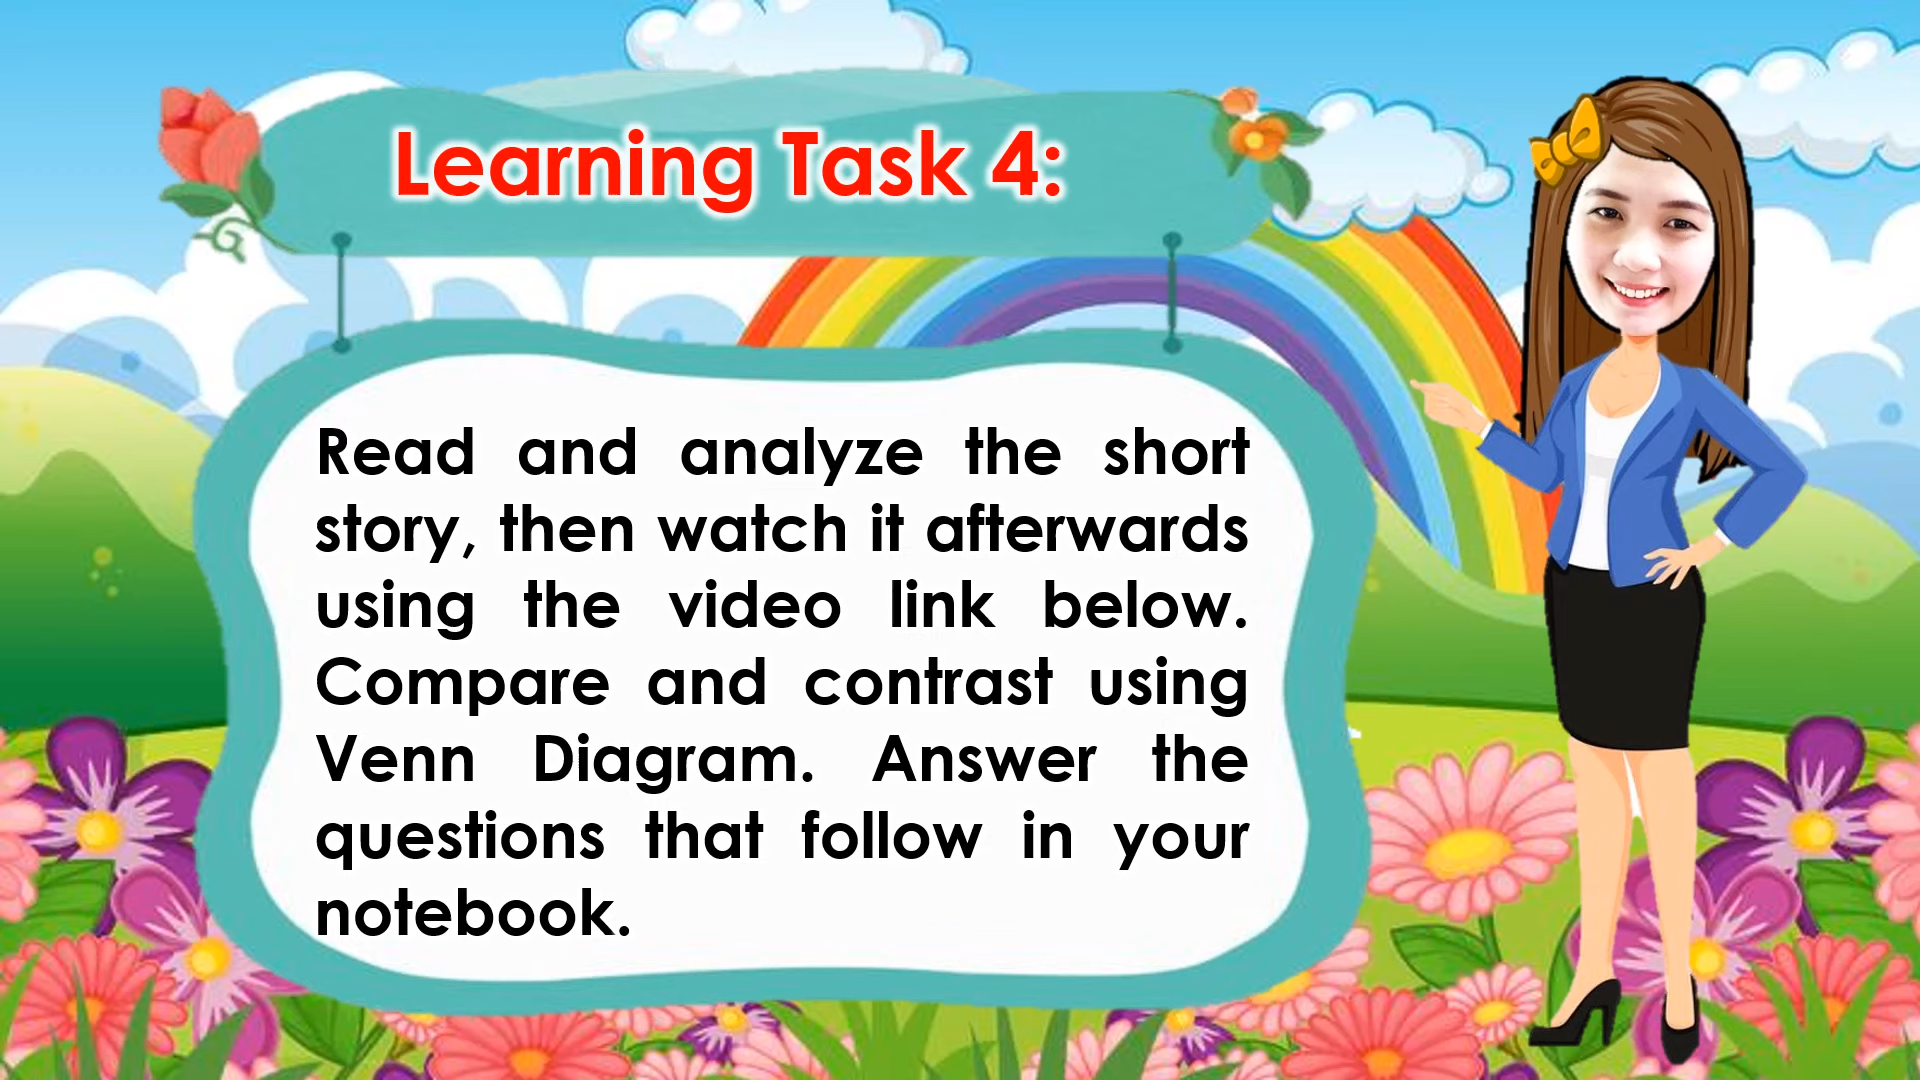 Learning Task 4:
Read and analyze the short
story, then watch it afterwards
using the video link below.
Compare and contrast using
Venn Diagram. Answer the
questions that follow in your
notebook.